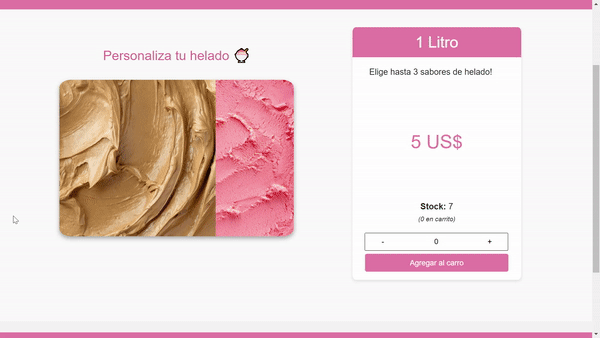 Personaliza tu helado
1 Litro
Elige hasta 3 sabores de helado!
5 US$
Stock: 7
(0 en carrito)
- 0 +
Agregar al carro